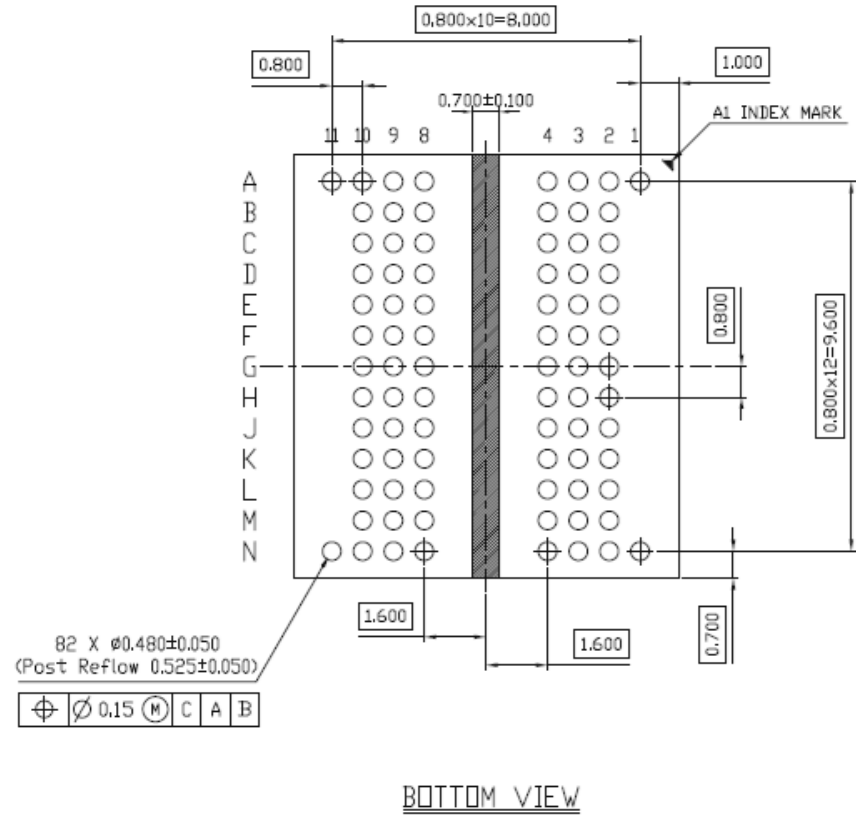 0.800×10=8.000
0.800
1.000
0.700±0.100
A1 INDEX MARK
11 10 9 8 4 3 2 1
A
B
C
D
E
F
G
H
J
K
L
M
N
0.800
0.800×12=9.600
1.600
1.600
0.700
82 X ø0.480±0.050
(Post Reflow 0.525±0.050)
⌖ ∅ 0.15 Ⓜ C A B
BOTTOM VIEW